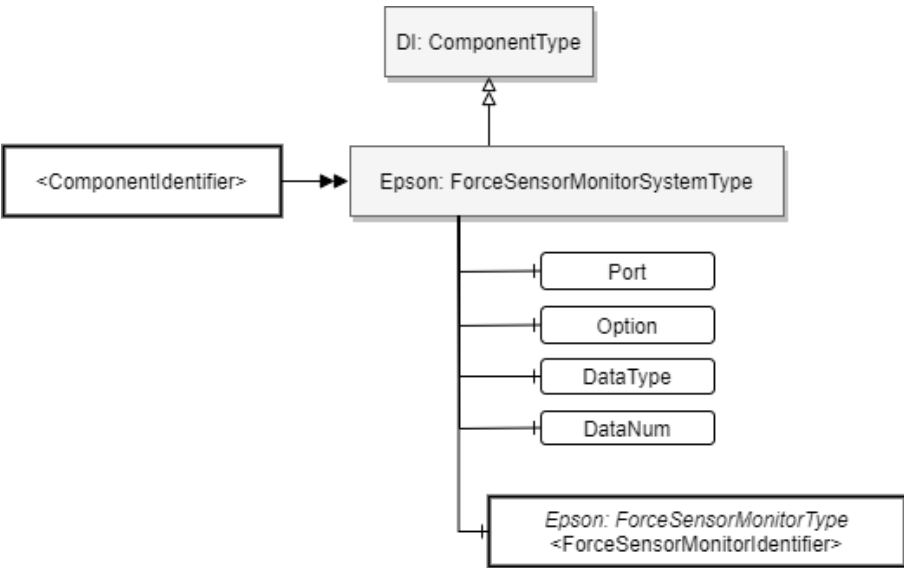 DI: ComponentType
<ComponentIdentifier>
Epson: ForceSensorMonitorSystemType
Port
Option
DataType
DataNum
Epson: ForceSensorMonitorType
<ForceSensorMonitorIdentifier>